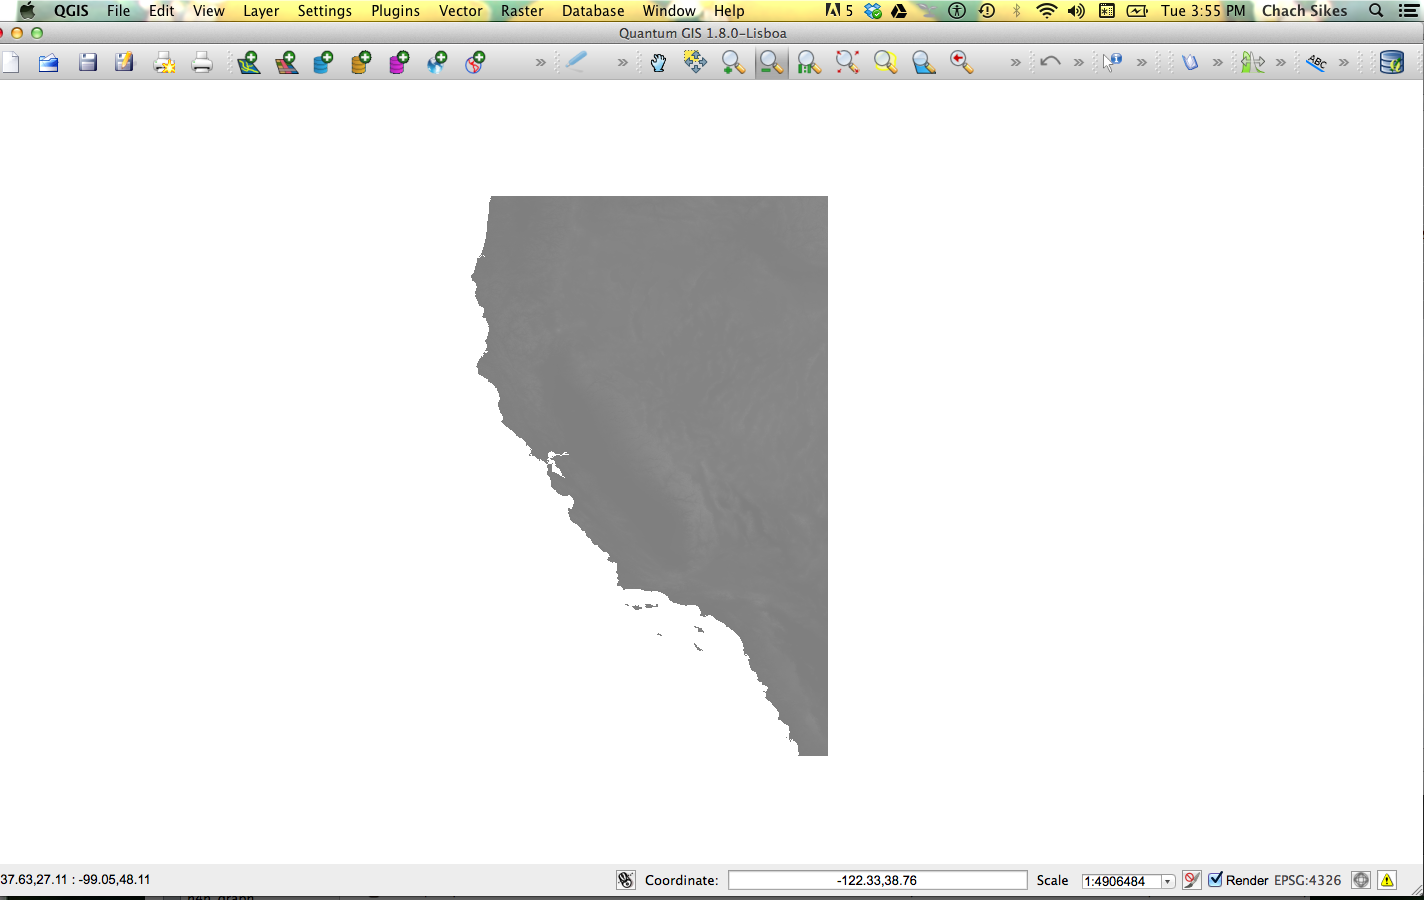 QGIS File Edit View Layer Settings Plugins Vector Raster Database Window Help 5 Tue 3:55 PM Chach Sikes
Quantum GIS 1.8.0-Lisboa
ABC
37.63,27.11 : -99.05,48.11 Coordinate: -122.33,38.76 Scale 1:4906484 Render EPSG:4326